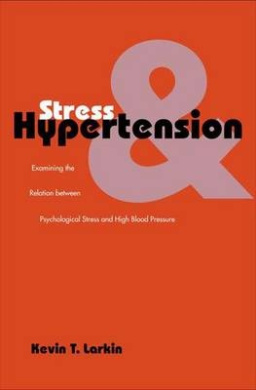 Stress
&
Hypertension
Examining the
Relation between
Psychological Stress and High Blood Pressure
Kevin T. Larkin